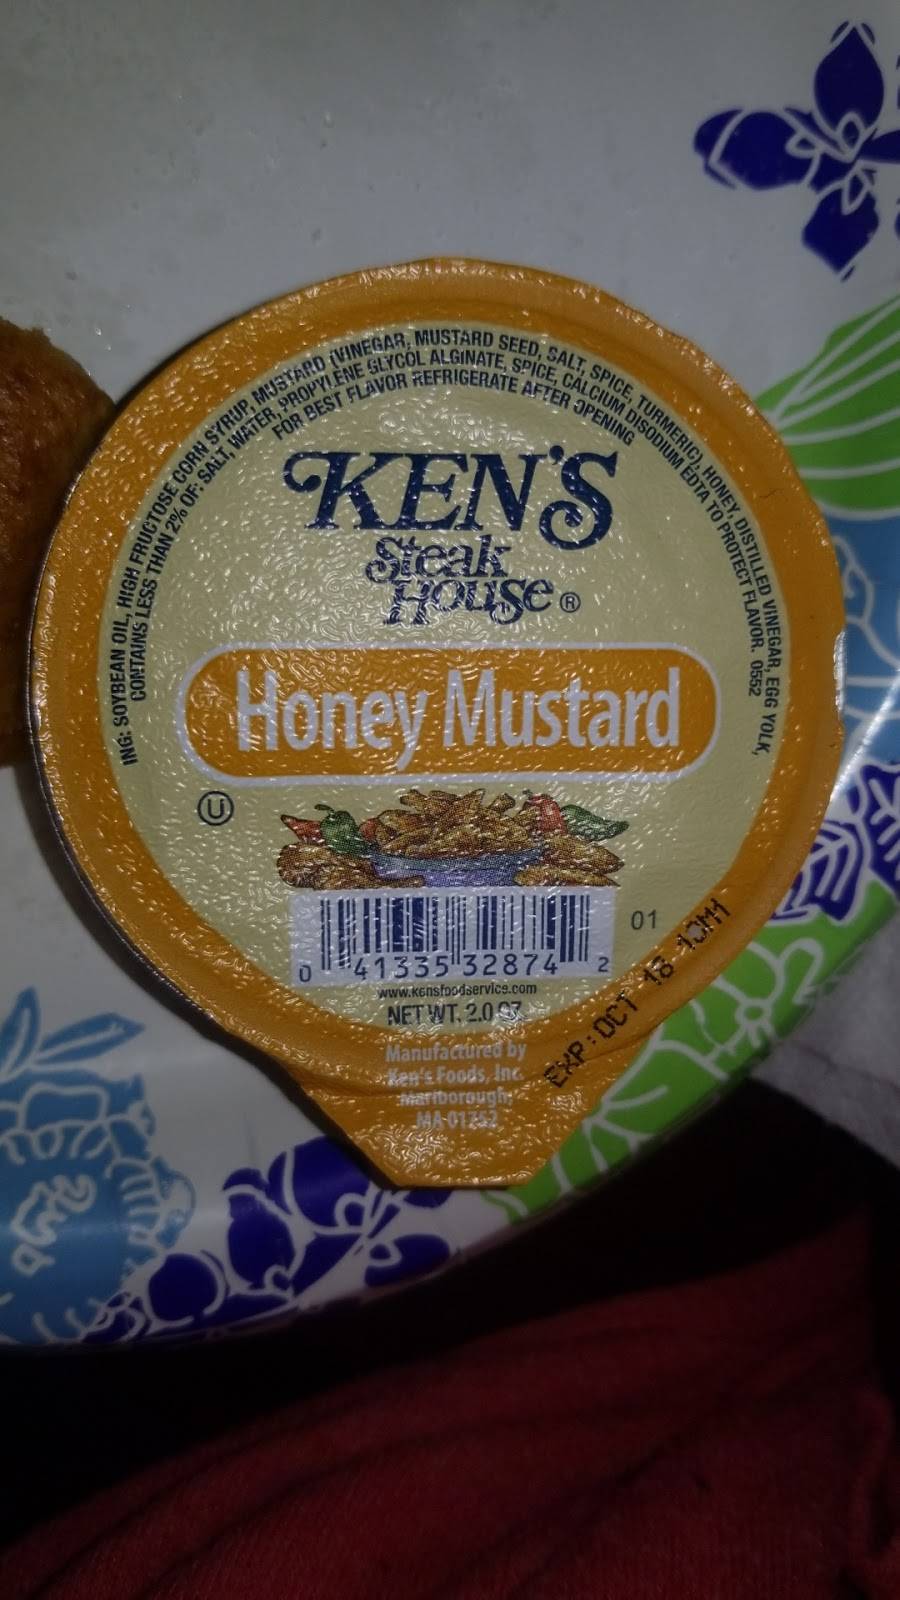 ING: SOYBEAN OIL, HIGH FRUCTOSE CORN SYRUP, MUSTARD (VINEGAR, MUSTARD SEED, SALT, SPICE, TURMERIC), HONEY, DISTILLED VINEGAR, EGG YOLK,
CONTAINS LESS THAN 2% OF: SALT, WATER, PROPYLENE GLYCOL ALGINATE, SPICE, CALCIUM DISODIUM EDTA TO PROTECT FLAVOR. 0552
FOR BEST FLAVOR REFRIGERATE AFTER OPENING
KEN'S
Steak
House®
Honey Mustard
U
01
0 41335 32874 2
www.kensfoodservice.com
NET WT. 2.0 OZ
EXP: OCT 18 1
Manufactured by
Ken's Foods, Inc.
Marlborough,
MA 01752